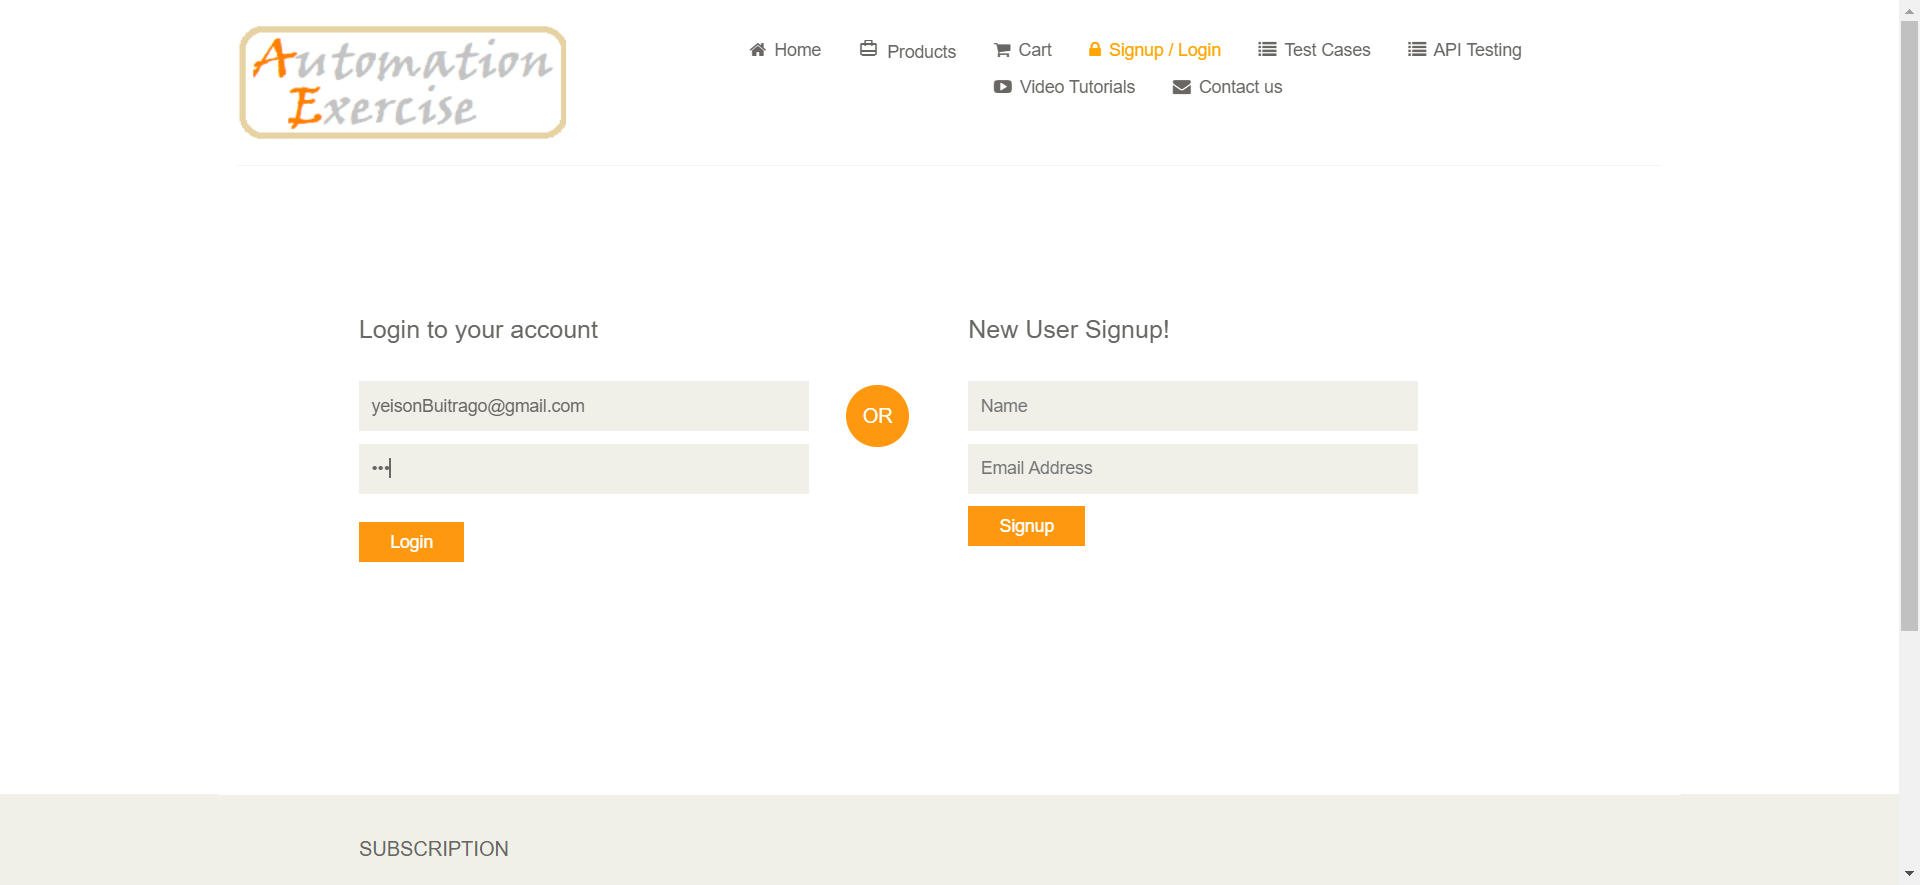 Automation
Exercise
Home Products Cart Signup / Login Test Cases API Testing
Video Tutorials Contact us
Login to your account
yeisonBuitrago@gmail.com
•••
Login
OR
New User Signup!
Name
Email Address
Signup
SUBSCRIPTION